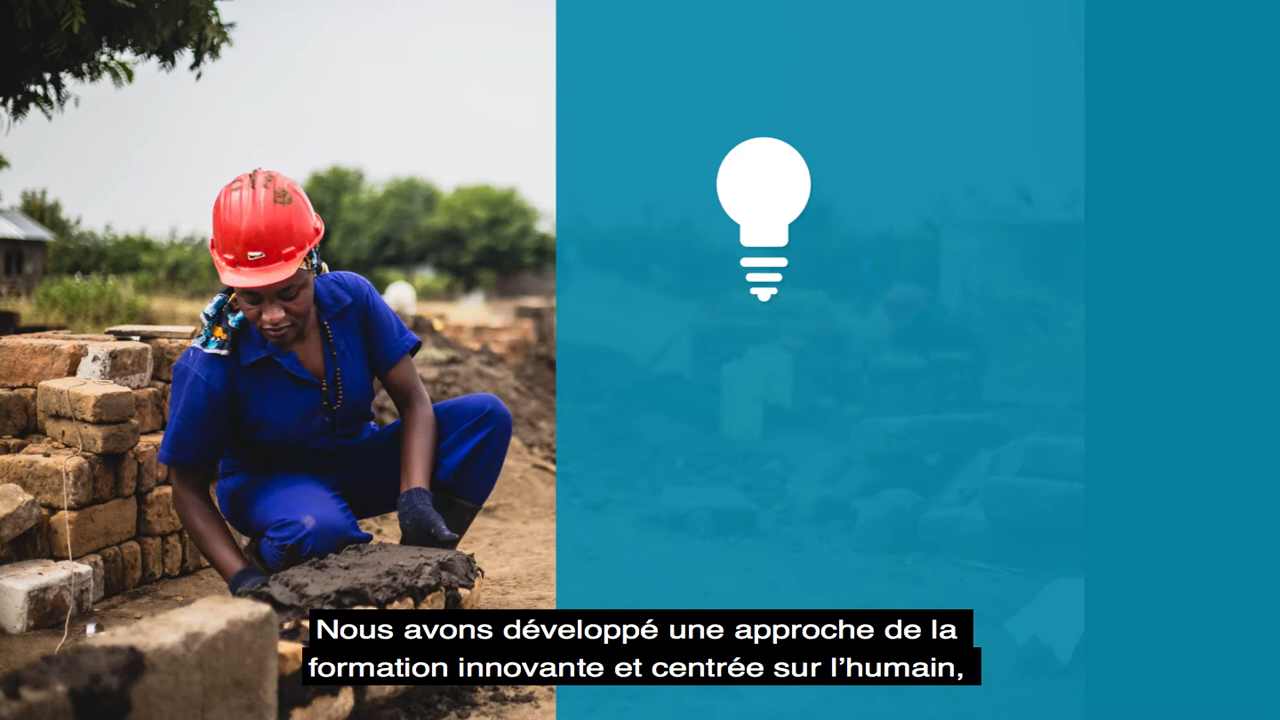 Nous avons développé une approche de la
formation innovante et centrée sur l’humain,